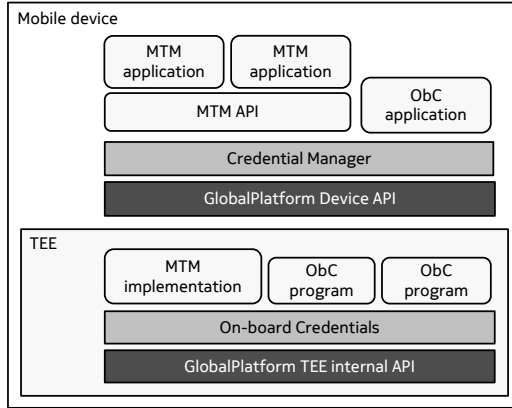 Mobile device
MTM
application
MTM
application
MTM API
ObC
application
Credential Manager
GlobalPlatform Device API
TEE
MTM
implementation
ObC
program
ObC
program
On-board Credentials
GlobalPlatform TEE internal API